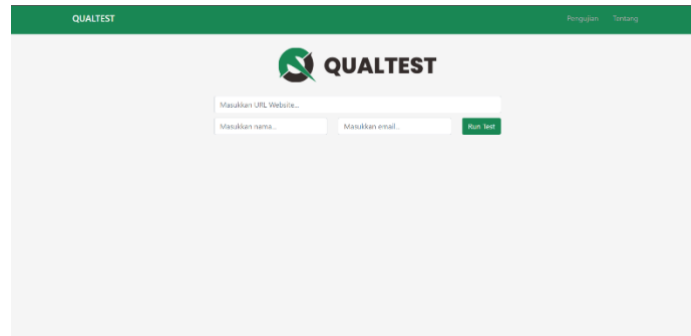 QUALTEST Pengujian Tentang
QUALTEST
Masukkan URL Website...
Masukkan nama... Masukkan email... Run Test